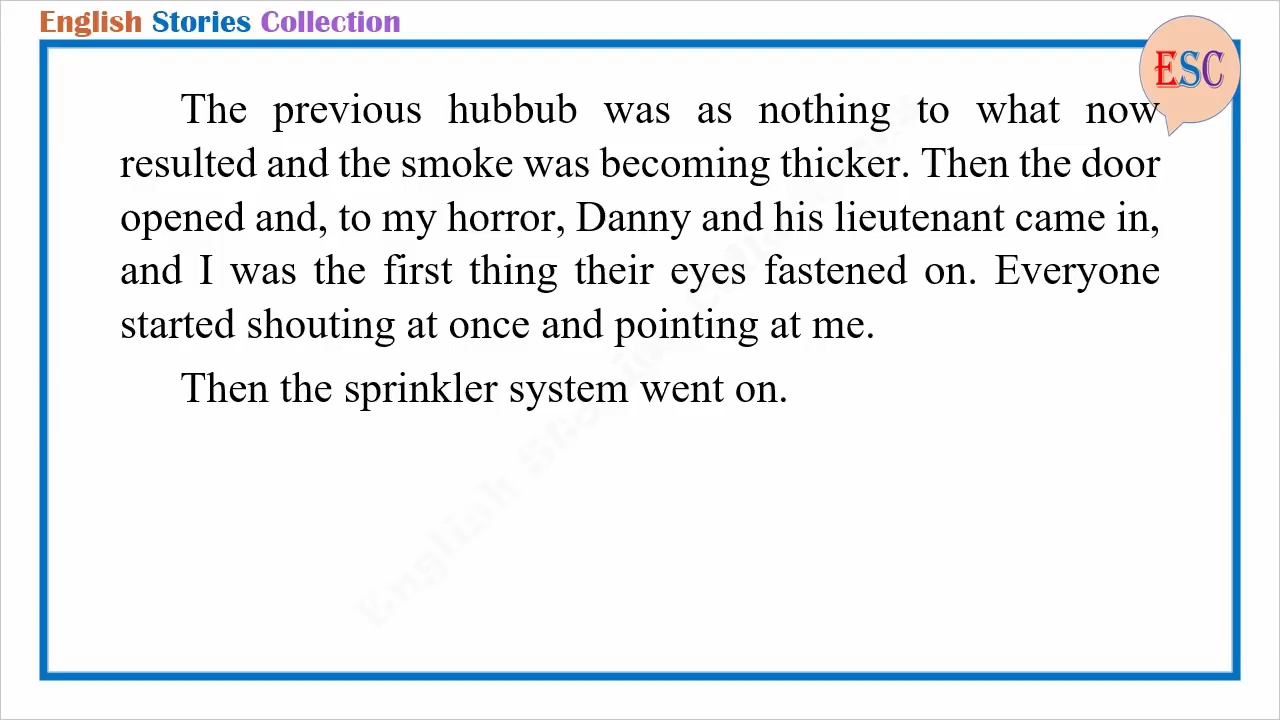 English Stories Collection
ESC
The previous hubbub was as nothing to what now
resulted and the smoke was becoming thicker. Then the door
opened and, to my horror, Danny and his lieutenant came in,
and I was the first thing their eyes fastened on. Everyone
started shouting at once and pointing at me.
Then the sprinkler system went on.
English Stories Collection